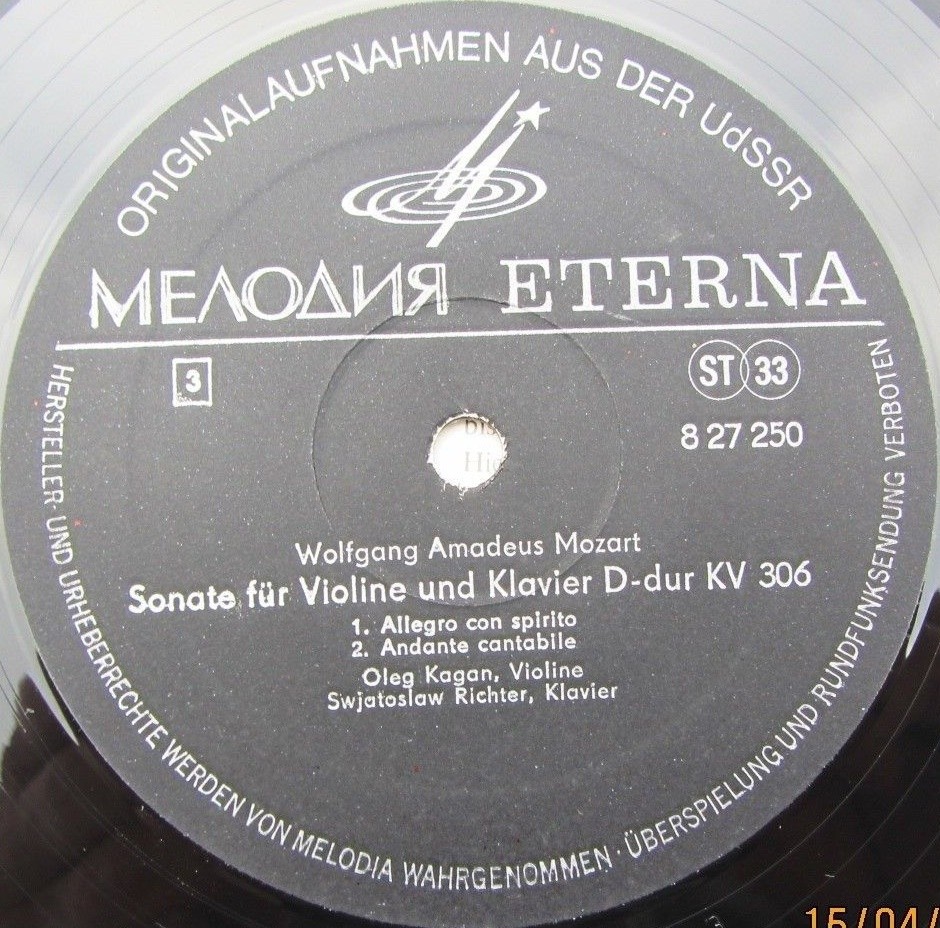 ORIGINALAUFNAHMEN AUS DER UdSSR
МЕЛОДИЯ ETERNA
3
ST 33
8 27 250
Wolfgang Amadeus Mozart
Sonate für Violine und Klavier D-dur KV 306
1. Allegro con spirito
2. Andante cantabile
Oleg Kagan, Violine
Swjatoslaw Richter, Klavier
HERSTELLER- UND URHEBERRECHTE WERDEN VON MELODIA WAHRGENOMMEN · ÜBERSPIELUNG UND RUNDFUNKSENDUNG VERBOTEN
15/04/